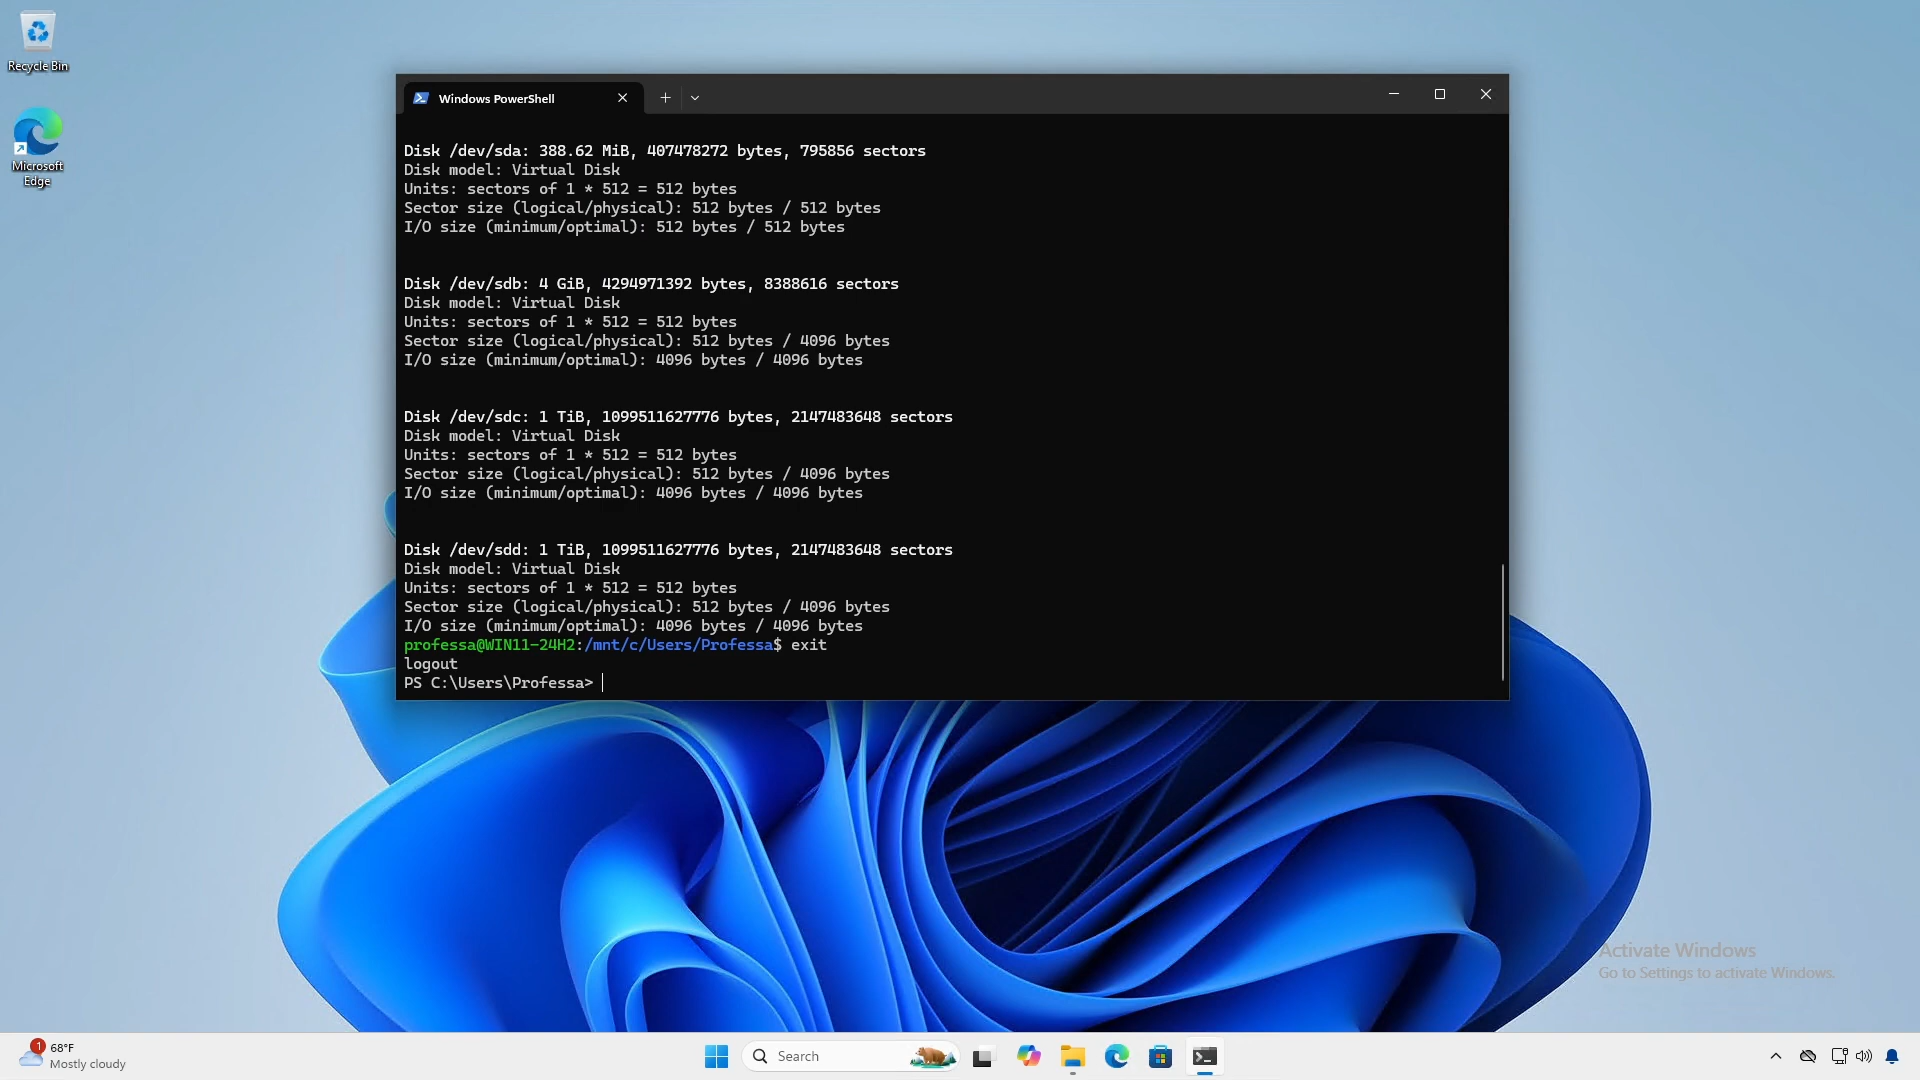 Recycle Bin
Microsoft
Edge
Windows PowerShell
Disk /dev/sda: 388.62 MiB, 407478272 bytes, 795856 sectors
Disk model: Virtual Disk
Units: sectors of 1 * 512 = 512 bytes
Sector size (logical/physical): 512 bytes / 512 bytes
I/O size (minimum/optimal): 512 bytes / 512 bytes
Disk /dev/sdb: 4 GiB, 4294971392 bytes, 8388616 sectors
Disk model: Virtual Disk
Units: sectors of 1 * 512 = 512 bytes
Sector size (logical/physical): 512 bytes / 4096 bytes
I/O size (minimum/optimal): 4096 bytes / 4096 bytes
Disk /dev/sdc: 1 TiB, 1099511627776 bytes, 2147483648 sectors
Disk model: Virtual Disk
Units: sectors of 1 * 512 = 512 bytes
Sector size (logical/physical): 512 bytes / 4096 bytes
I/O size (minimum/optimal): 4096 bytes / 4096 bytes
Disk /dev/sdd: 1 TiB, 1099511627776 bytes, 2147483648 sectors
Disk model: Virtual Disk
Units: sectors of 1 * 512 = 512 bytes
Sector size (logical/physical): 512 bytes / 4096 bytes
I/O size (minimum/optimal): 4096 bytes / 4096 bytes
professa@WIN11-24H2:/mnt/c/Users/Professa$ exit
logout
PS C:\Users\Professa>
Activate Windows
Go to Settings to activate Windows.
1
68°F
Mostly cloudy
Search